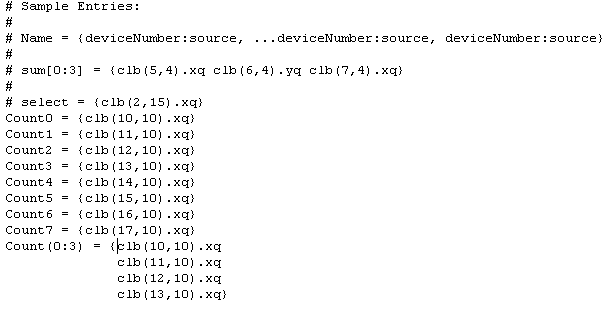 # Sample Entries:
#
# Name = {deviceNumber:source, ...deviceNumber:source, deviceNumber:source}
#
# sum[0:3] = {clb(5,4).xq clb(6,4).yq clb(7,4).xq}
#
# select = {clb(2,15).xq}
Count0 = {clb(10,10).xq}
Count1 = {clb(11,10).xq}
Count2 = {clb(12,10).xq}
Count3 = {clb(13,10).xq}
Count4 = {clb(14,10).xq}
Count5 = {clb(15,10).xq}
Count6 = {clb(16,10).xq}
Count7 = {clb(17,10).xq}
Count(0:3) = {clb(10,10).xq
clb(11,10).xq
clb(12,10).xq
clb(13,10).xq}